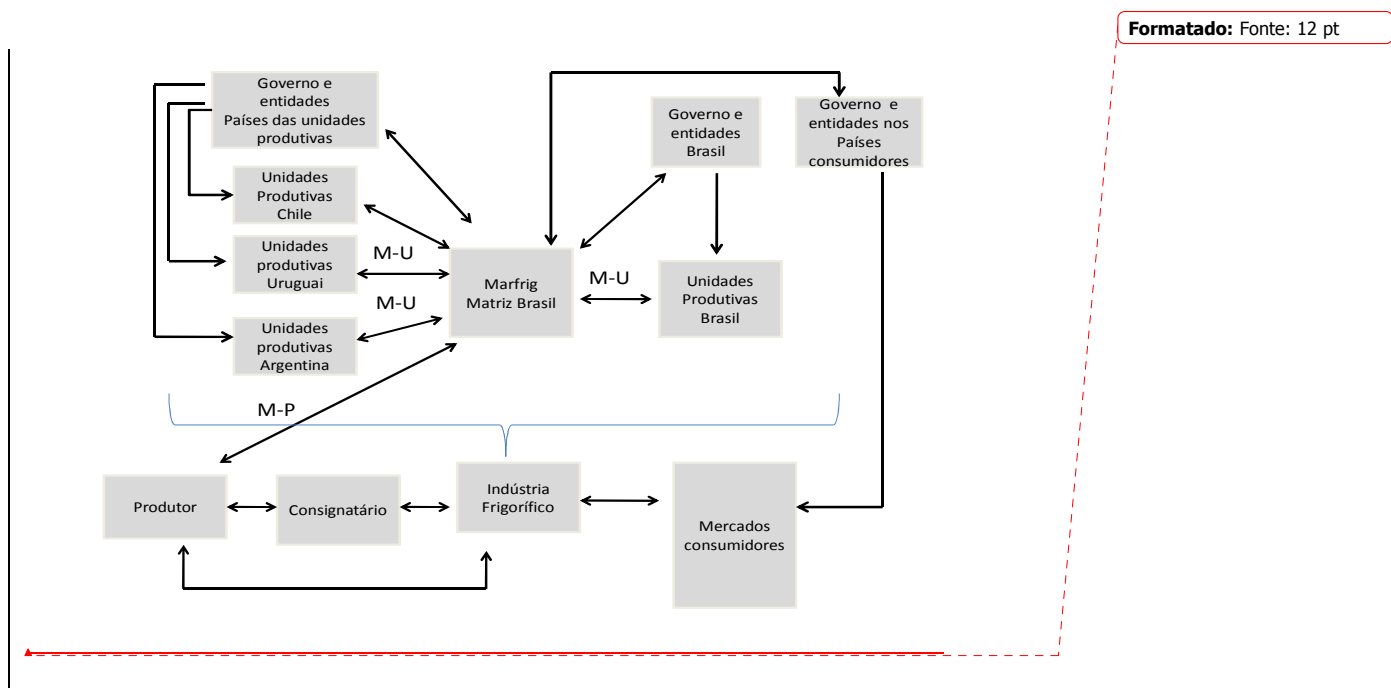 Formatado: Fonte: 12 pt
Governo e
entidades
Países das unidades
produtivas
Governo e
entidades
Brasil
Governo e
entidades nos
Países
consumidores
Unidades
Produtivas
Chile
Unidades
produtivas
Uruguai
M-U
M-U
Unidades
produtivas
Argentina
Marfrig
Matriz Brasil
M-U
Unidades
Produtivas
Brasil
M-P
Produtor
Consignatário
Indústria
Frigorífico
Mercados
consumidores